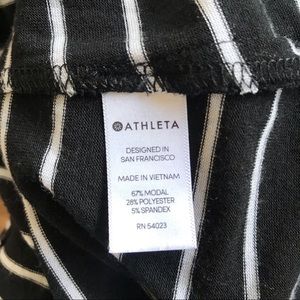 ATHLETA
DESIGNED IN
SAN FRANCISCO
MADE IN VIETNAM
67% MODAL
28% POLYESTER
5% SPANDEX
RN 54023